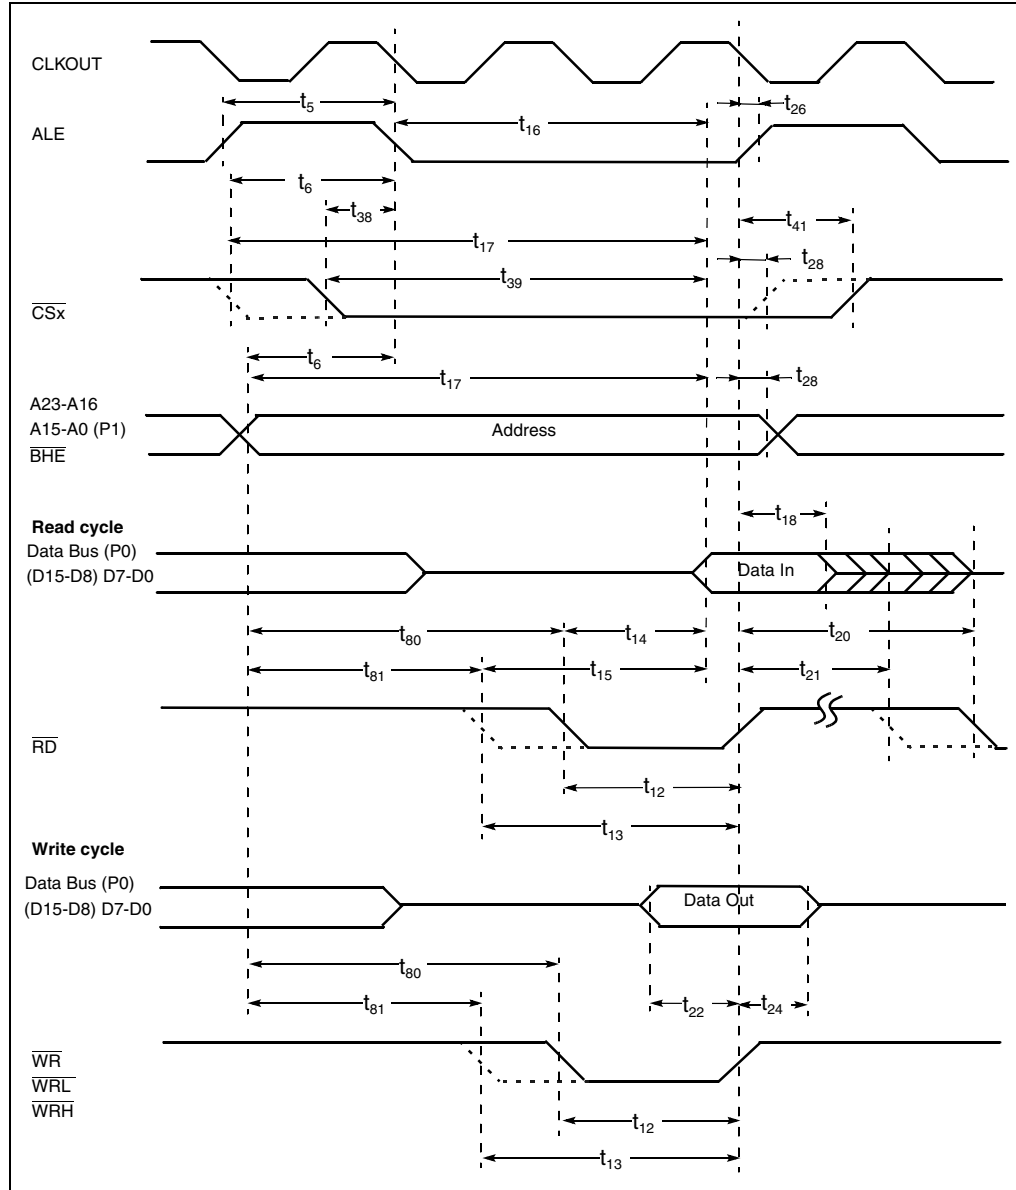 CLKOUT
t5
t26
ALE
t16
t6
t38
t41
t17
t28
t39
CSx
t6
t17
t28
A23-A16
A15-A0 (P1)
Address
BHE
t18
Read cycle
Data Bus (P0)
(D15-D8) D7-D0
Data In
t80
t14
t20
t81
t15
t21
RD
t12
t13
Write cycle
Data Bus (P0)
(D15-D8) D7-D0
Data Out
t80
t81
t22
t24
WR
WRL
WRH
t12
t13